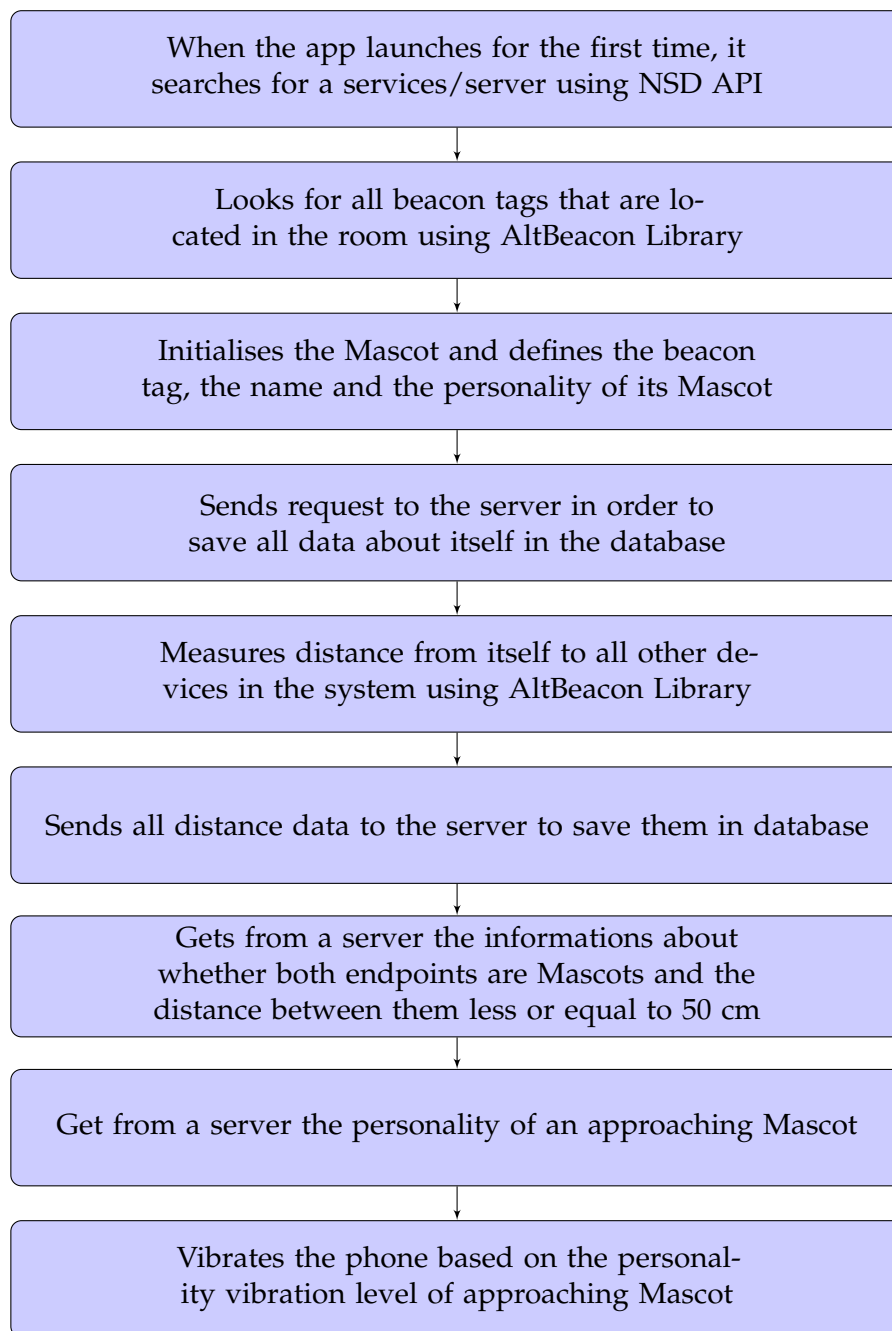 When the app launches for the first time, it
searches for a services/server using NSD API
Looks for all beacon tags that are lo-
cated in the room using AltBeacon Library
Initialises the Mascot and defines the beacon
tag, the name and the personality of its Mascot
Sends request to the server in order to
save all data about itself in the database
Measures distance from itself to all other de-
vices in the system using AltBeacon Library
Sends all distance data to the server to save them in database
Gets from a server the informations about
whether both endpoints are Mascots and the
distance between them less or equal to 50 cm
Get from a server the personality of an approaching Mascot
Vibrates the phone based on the personal-
ity vibration level of approaching Mascot